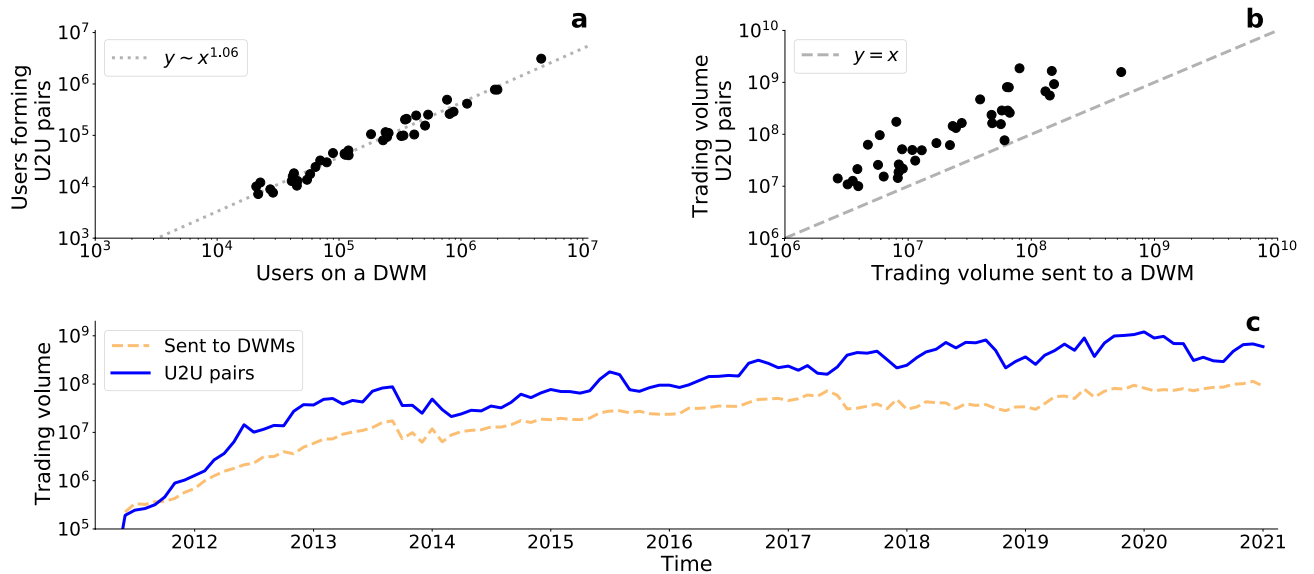 a
Users forming
U2U pairs
10^7
10^6
10^5
10^4
10^3
y ~ x^1.06
10^3 10^4 10^5 10^6 10^7
Users on a DWM
b
Trading volume
U2U pairs
10^10
10^9
10^8
10^7
10^6
y = x
10^6 10^7 10^8 10^9 10^10
Trading volume sent to a DWM
c
Trading volume
10^9
10^8
10^7
10^6
10^5
Sent to DWMs
U2U pairs
2012 2013 2014 2015 2016 2017 2018 2019 2020 2021
Time